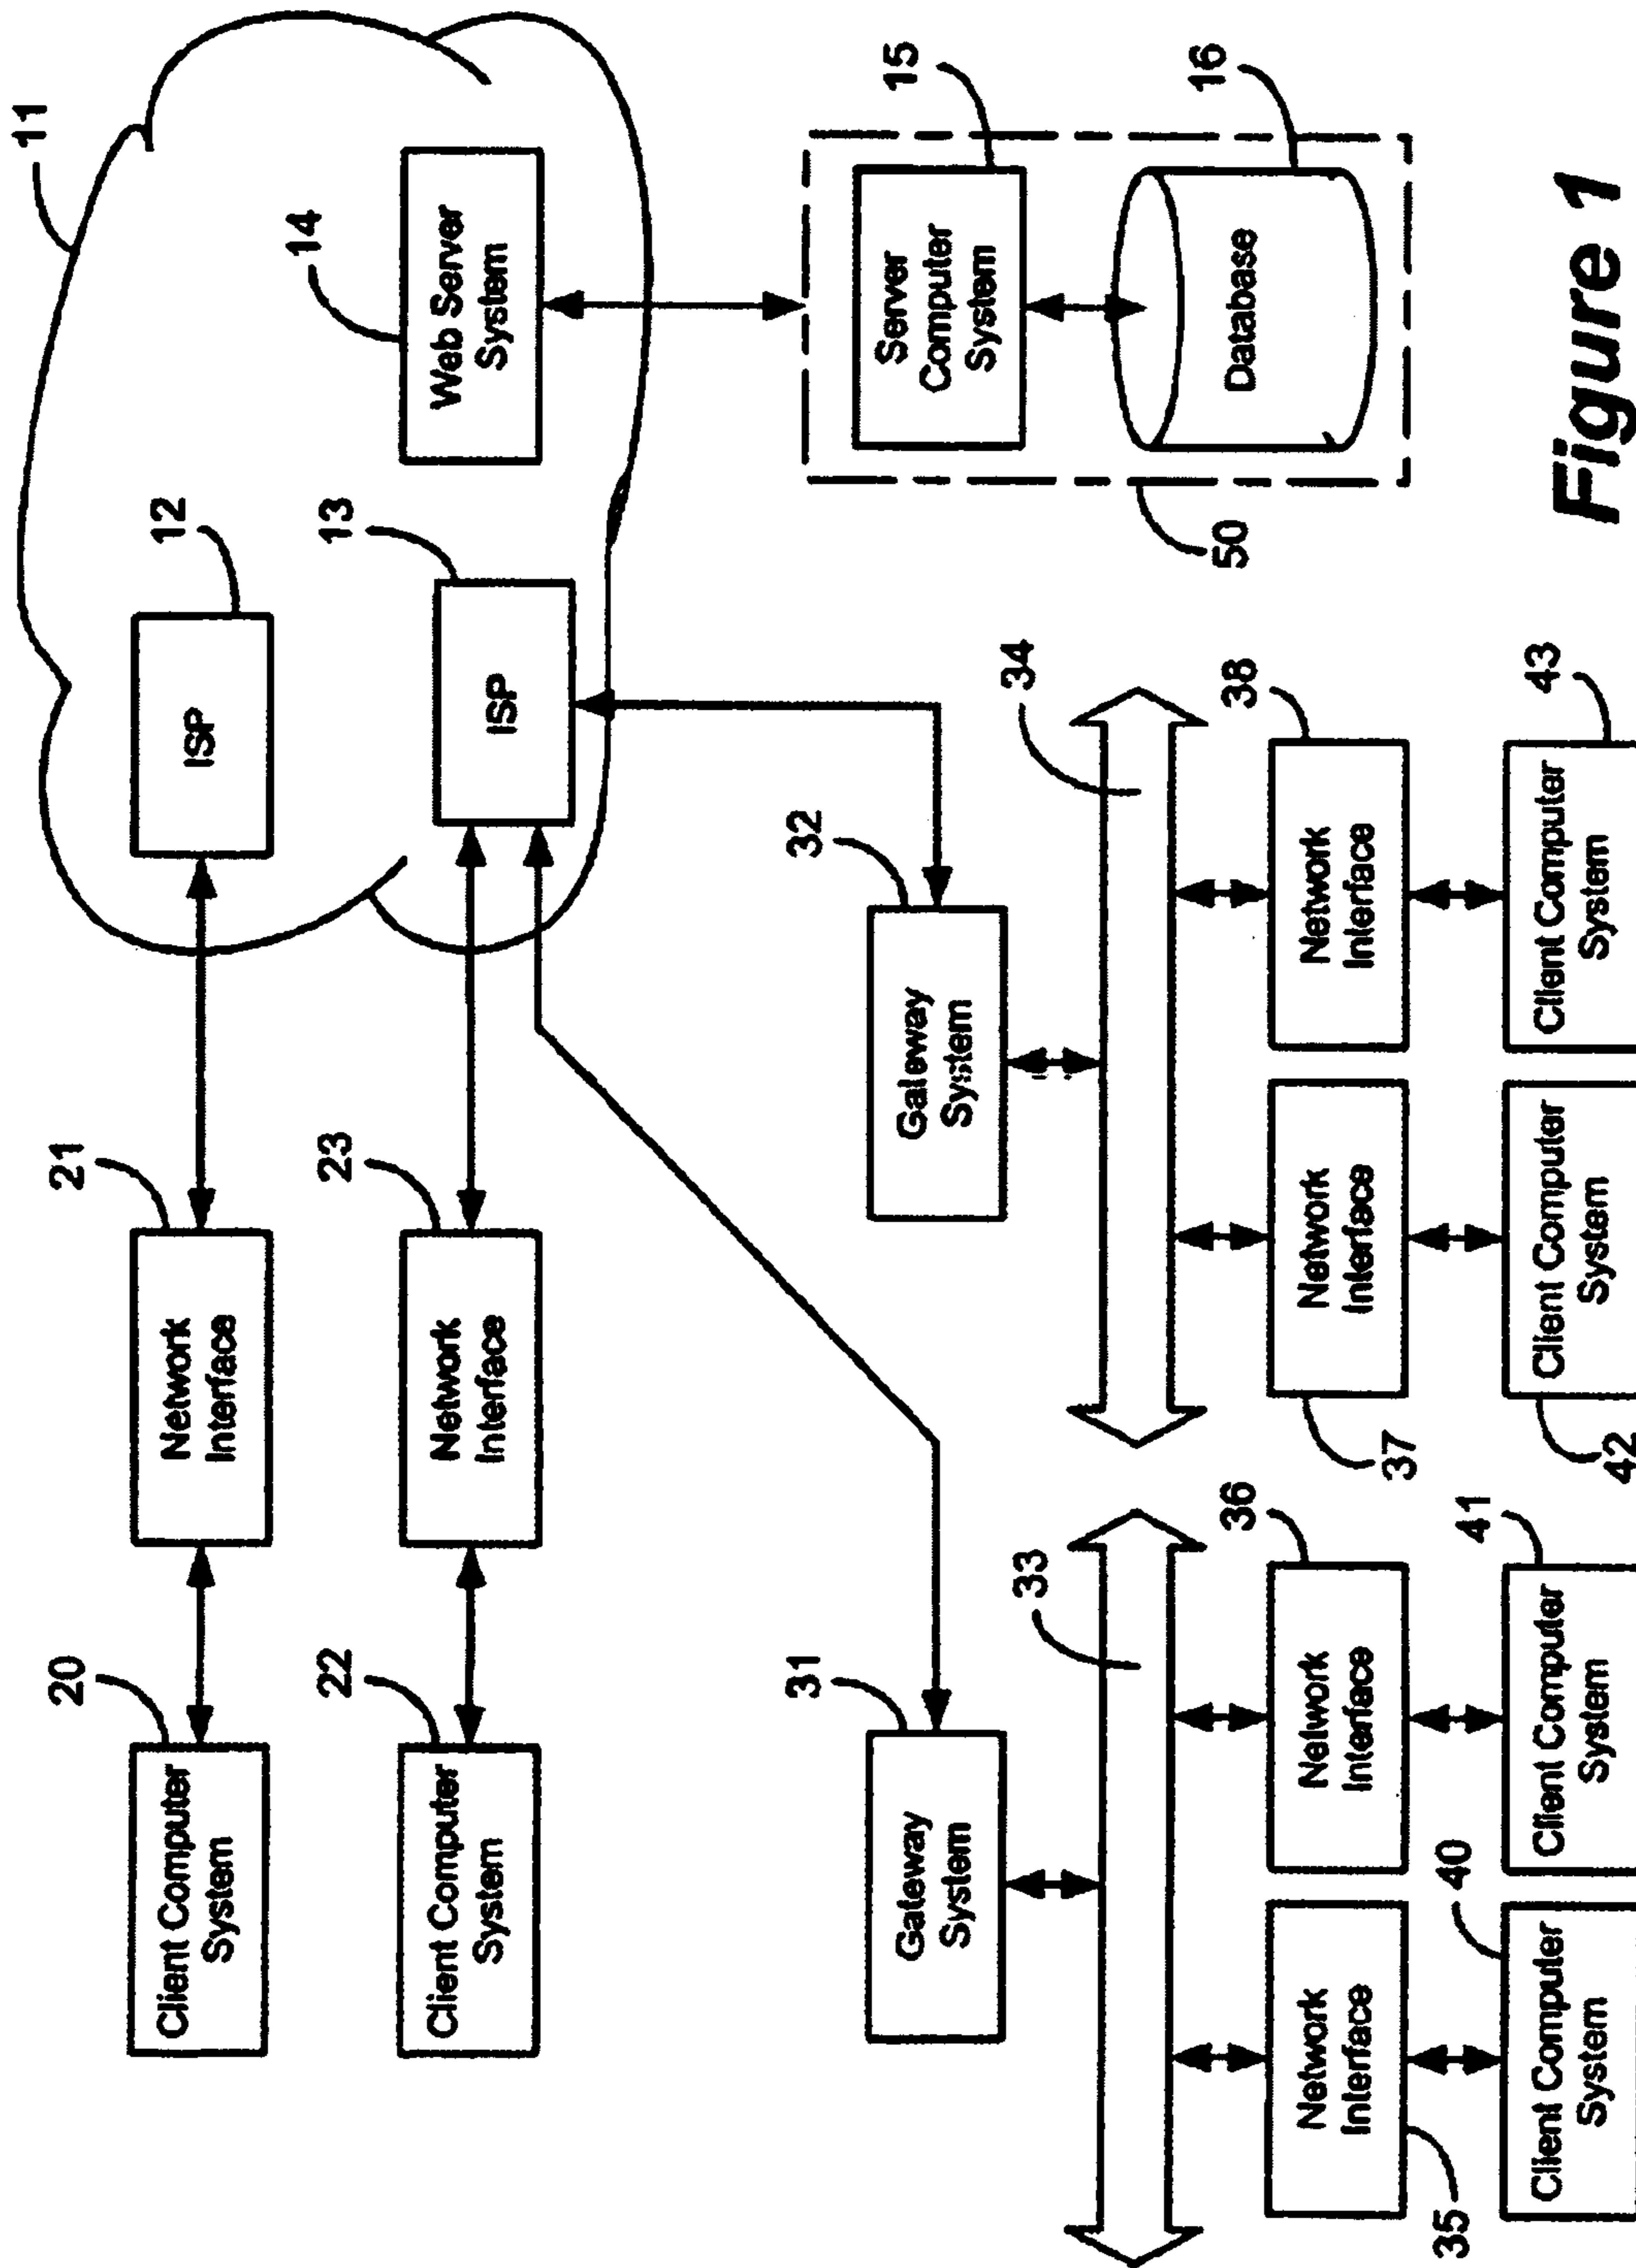 11
20
Client Computer
System
21
Network
Interface
12
ISP
14
Web Server
System
22
Client Computer
System
23
Network
Interface
13
ISP
31
Gateway
System
32
Gateway
System
15
Server
Computer
System
33
34
16
Database
50
35
Network
Interface
36
Network
Interface
37
Network
Interface
38
Network
Interface
40
Client Computer
System
41
Client Computer
System
42
Client Computer
System
43
Client Computer
System
Figure 1